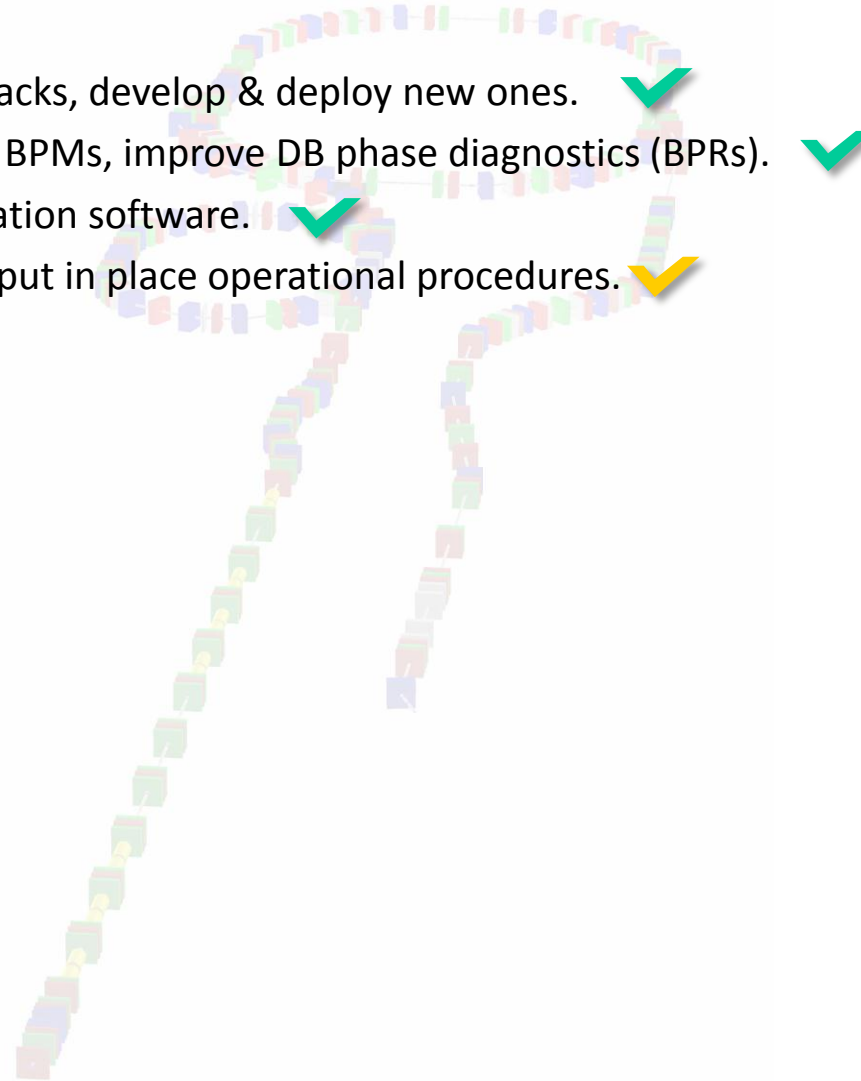 acks, develop & deploy new ones.
BPMs, improve DB phase diagnostics (BPRs).
ation software.
put in place operational procedures.